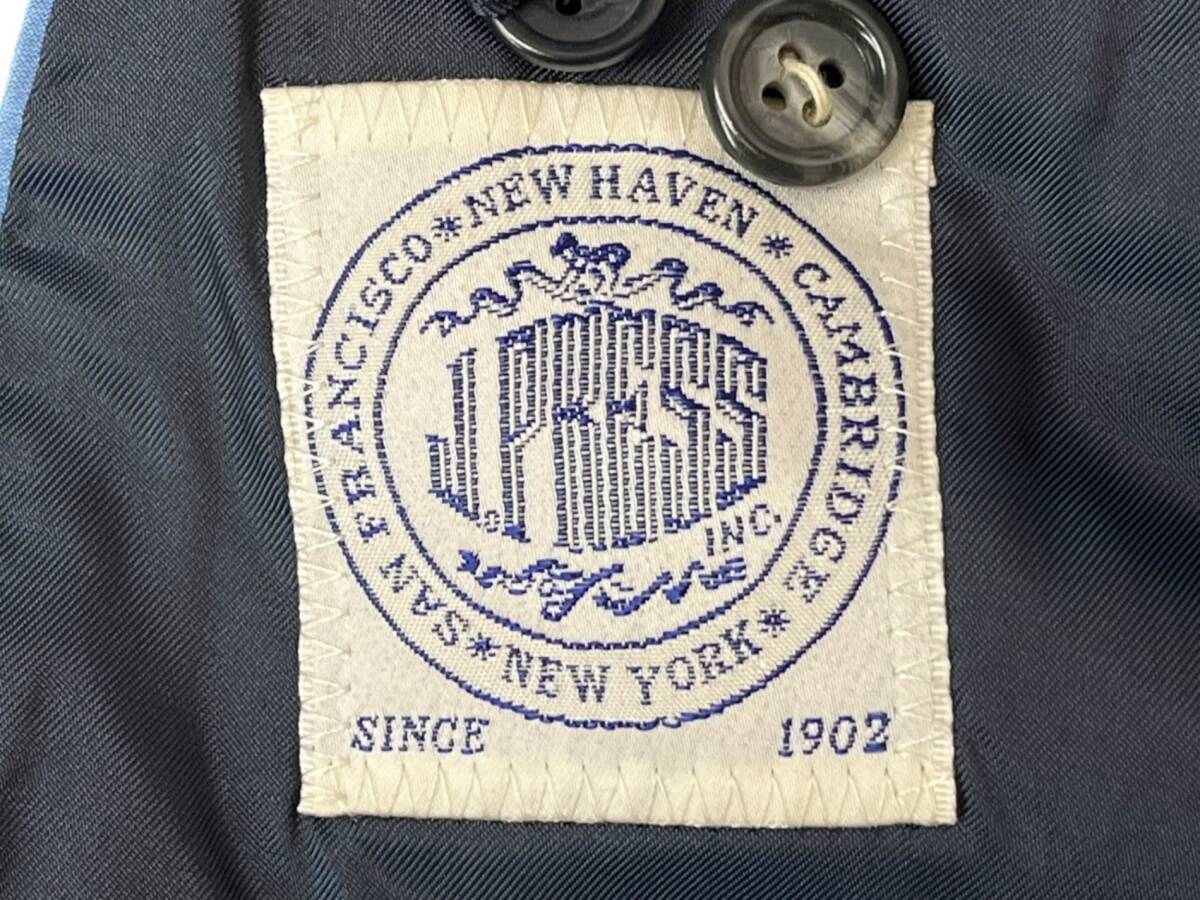 NEW HAVEN * CAMBRIDGE * NEW YORK * SAN FRANCISCO *
J. PRESS
INC.
SINCE 1902